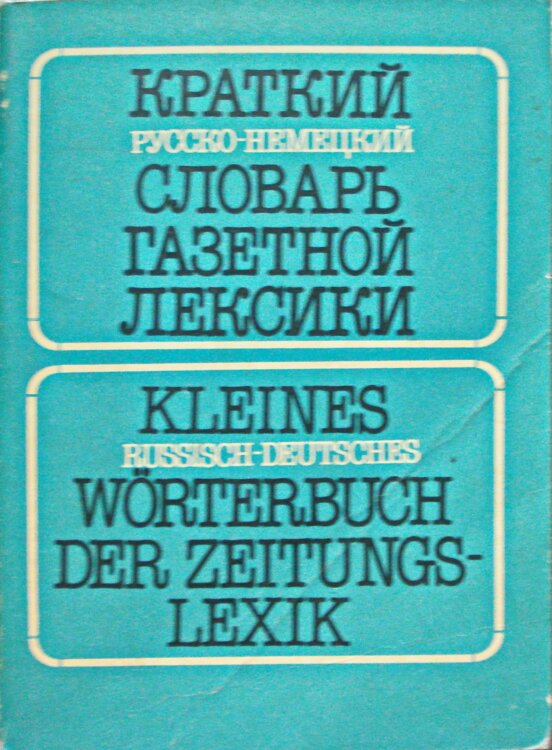 КРАТКИЙ
РУССКО-НЕМЕЦКИЙ
СЛОВАРЬ
ГАЗЕТНОЙ
ЛЕКСИКИ
KLEINES
RUSSISCH-DEUTSCHES
WÖRTERBUCH
DER ZEITUNGS-
LEXIK